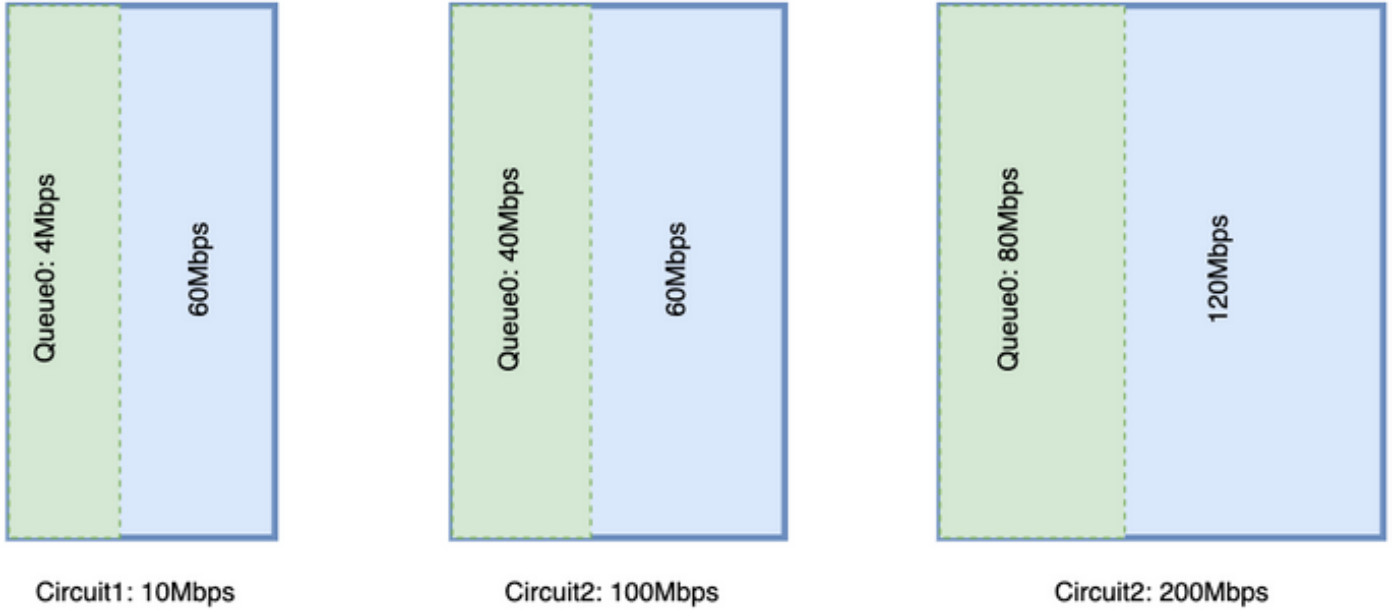 Queue0: 4Mbps
60Mbps
Circuit1: 10Mbps
Queue0: 40Mbps
60Mbps
Circuit2: 100Mbps
Queue0: 80Mbps
120Mbps
Circuit2: 200Mbps